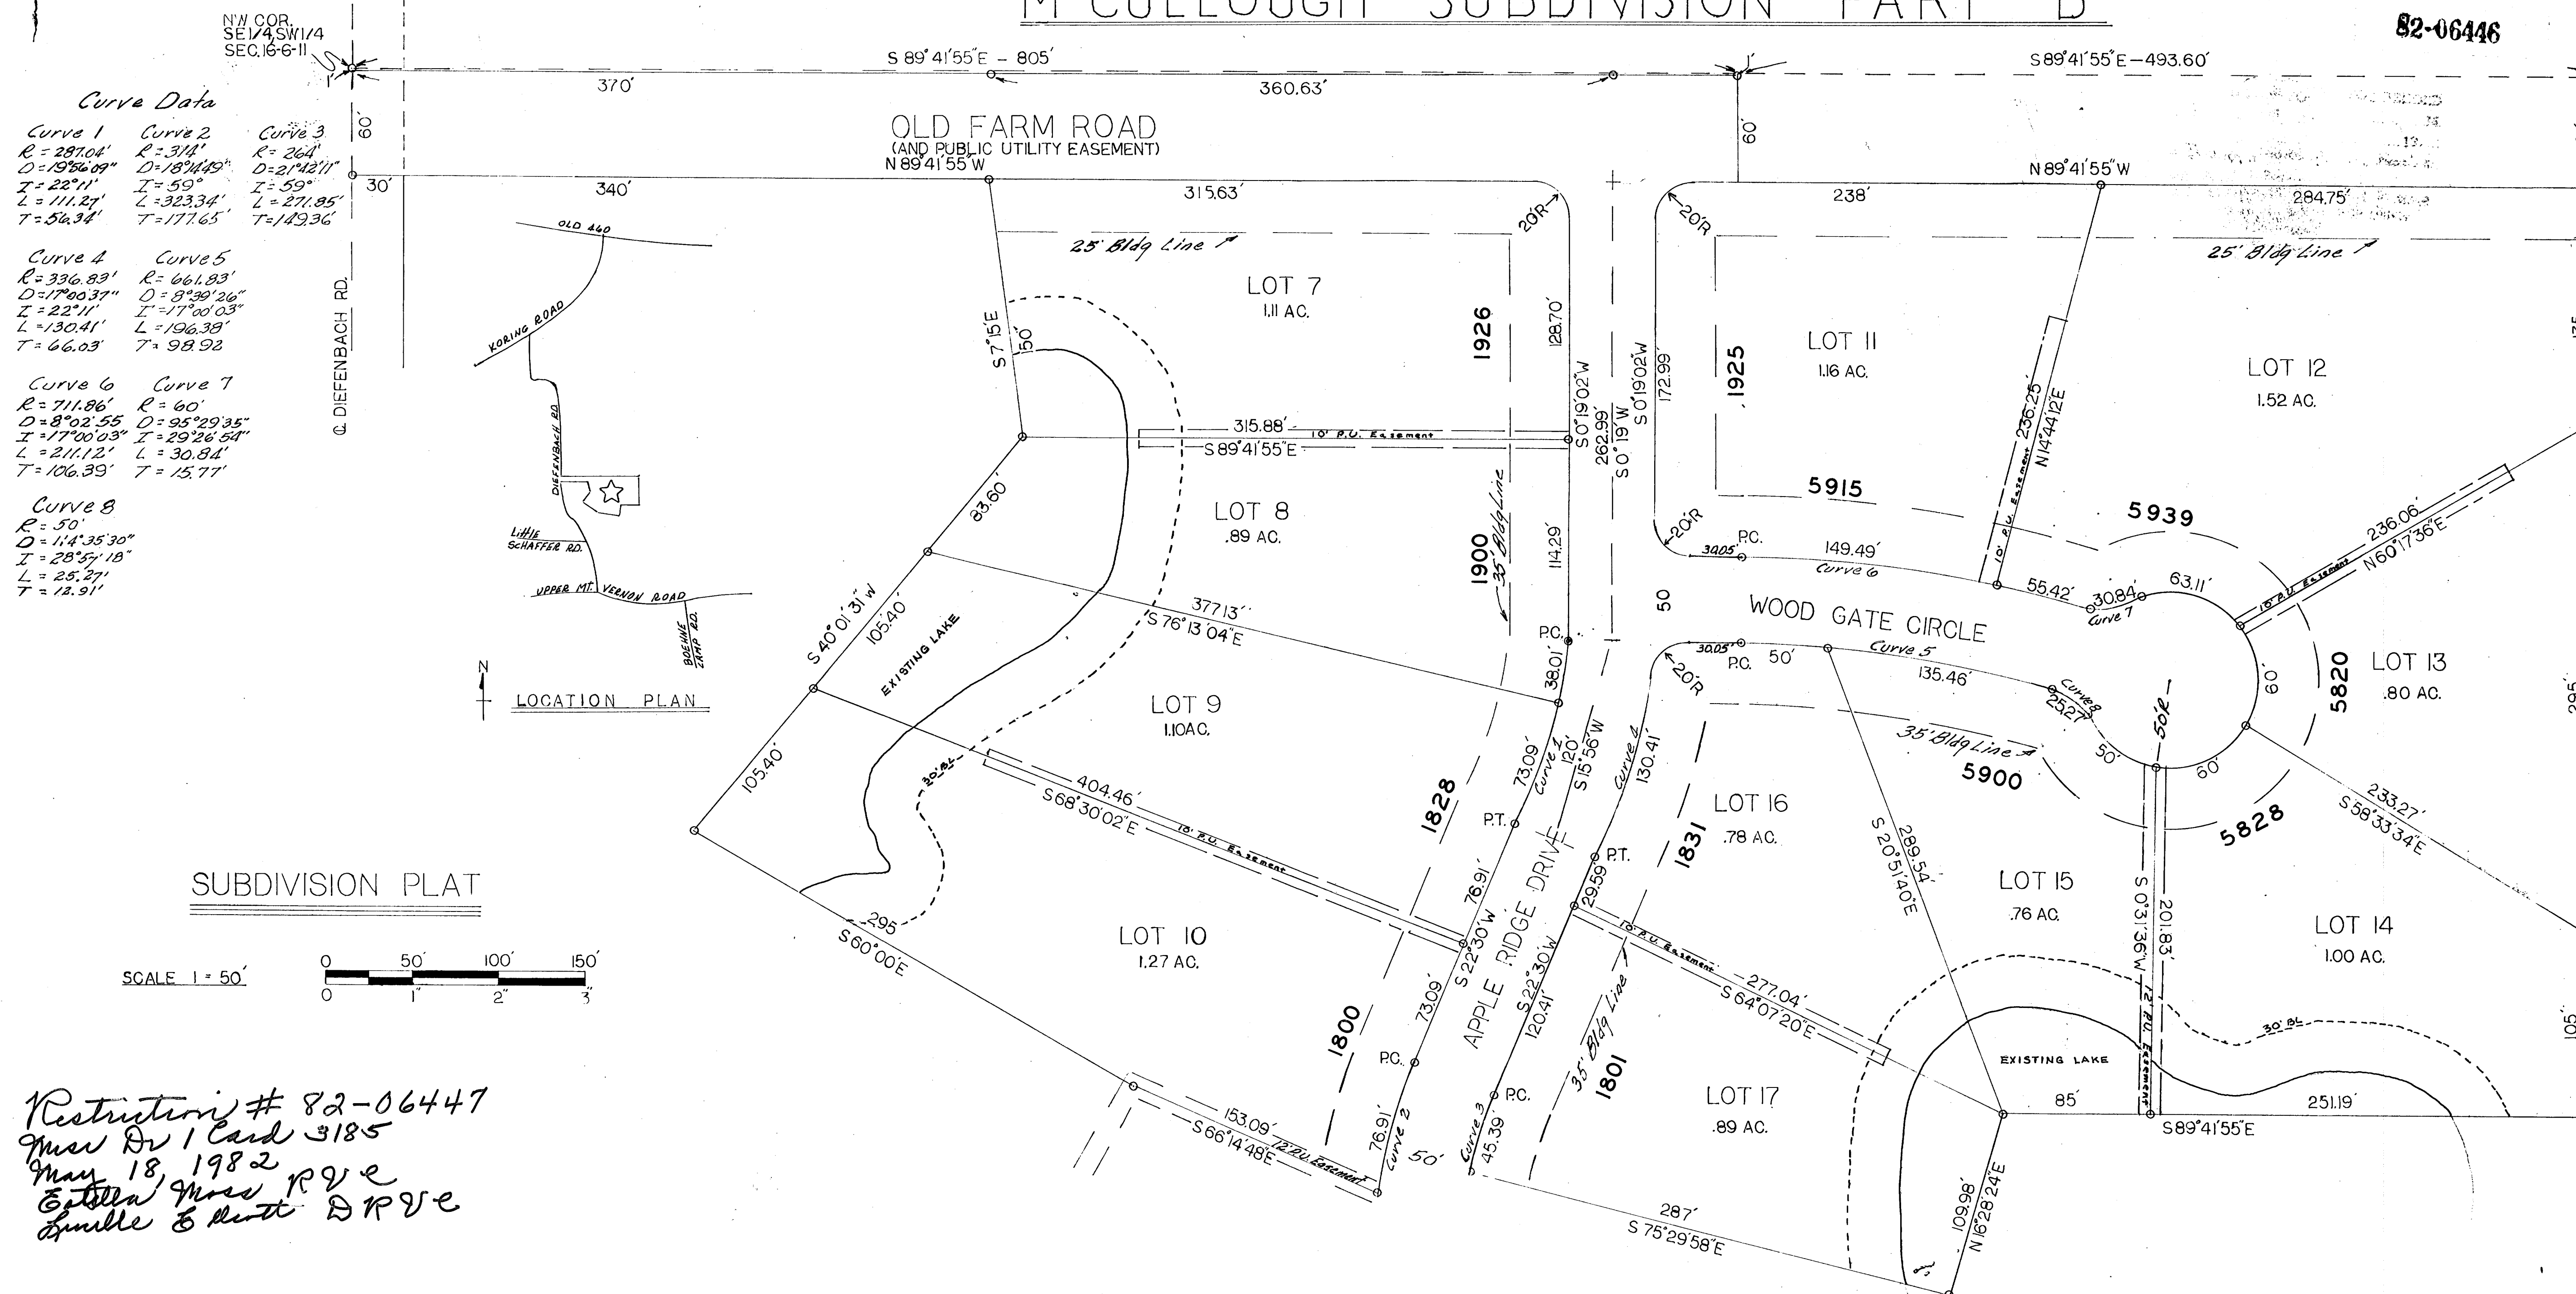 McCULLOUGH SUBDIVISION PART B
82-06446
NW COR.
SE1/4,SW1/4
SEC.16-6-11
1'
S 89°41'55"E - 805'
370'
360.63'
1'
S89°41'55"E-493.60'
60'
60'
OLD FARM ROAD
(AND PUBLIC UTILITY EASEMENT)
N 89°41'55"W
N 89°41'55"W
30'
340'
315.63'
238'
284.75'
Curve Data
Curve 1 Curve 2 Curve 3
R = 287.04' R = 314' R = 264'
D=19°56'09" D=18°14'49" D=21°42'11"
I = 22°11' I = 59° I = 59°
L = 111.27' L = 323.34' L = 271.85'
T = 56.34' T = 177.65' T=149.36'
Curve 4 Curve 5
R = 336.83' R = 661.83'
D=17°00'37" D = 8°39'26"
I = 22°11' I = 17°00'03"
L = 130.41' L = 196.38'
T = 66.03' T = 98.92
Curve 6 Curve 7
R = 711.86' R = 60'
D = 8°02'55 D = 95°29'35"
I = 17°00'03" I = 29°26'54"
L = 211.12' L = 30.84'
T = 106.39' T = 15.77'
Curve 8
R = 50'
D = 114°35'30"
I = 28°57'18"
L = 25.27'
T = 12.91'
℄ DIEFENBACH RD.
OLD 460
KORING ROAD
DIEFENBACH RD
Little
SCHAFFER RD.
UPPER MT. VERNON ROAD
BOEHNE
CAMP RD.
N
LOCATION PLAN
20'R
20'R
25' Bldg Line
25' Bldg Line
LOT 7
1.11 AC.
1926
128.70'
S 7°15'E
150'
S 0°19'02"W
262.99'
S 0°19'W
S 0°19'02"W
172.99'
1925
LOT 11
1.16 AC.
10' P.U. Easement 236.25'
N14°44'12"E
LOT 12
1.52 AC.
135
315.88'
10' P.U. Easement
S89°41'55"E
83.60'
LOT 8
.89 AC.
1900
35' Bldg Line
114.29'
5915
5939
236.06'
10' P.U. Easement
N60°17'36"E
20'R
30.05'
P.C.
149.49'
Curve 6
55.42'
30.84'
Curve 7
63.11'
50
WOOD GATE CIRCLE
S 40°01'31"W
105.40'
EXISTING LAKE
377.13'
S 76°13'04"E
P.C.
38.01'
30.05'
P.C.
50'
Curve 5
135.46'
20'R
Curve 8
25.27'
50'
50'R
60'
60'
5820
LOT 13
.80 AC.
295'
LOT 9
1.10AC.
105.40'
30' BL
404.46'
S68°30'02"E
10' P.U. Easement
1828
73.09'
Curve 1
120'
S15°56'W
Curve 4
130.41'
P.T.
P.T.
35' Bldg Line
5900
5828
233.27'
S 58°33'34"E
LOT 16
.78 AC.
1831
289.54'
S 20°51'40"E
LOT 15
.76 AC.
S 0°31'36"W
201.83'
12' P.U. Easement
LOT 14
1.00 AC.
76.91'
S 22°30'W
APPLE RIDGE DRIVE
29.59'
10' P.U. Easement
277.04'
S 64°07'20"E
SUBDIVISION PLAT
SCALE 1 = 50'
0 50' 100' 150'
0 1" 2" 3"
295
S 60°00'E
LOT 10
1.27 AC.
1800
73.09'
P.C.
S 22°30'W
120.41'
35' Bldg Line
1801
P.C.
LOT 17
.89 AC.
EXISTING LAKE
30' BL
105'
85'
251.19'
S89°41'55"E
153.09'
S 66°14'48"E
12' P.U. Easement
76.91'
Curve 2
50'
Curve 3
45.39'
287'
S 75°29'58"E
109.98'
N16°28'24"E
Restriction # 82-06447
Misc Dr 1 Card 3185
May 18, 1982
Estella Moss RVC
Lucille Elliott DRVC